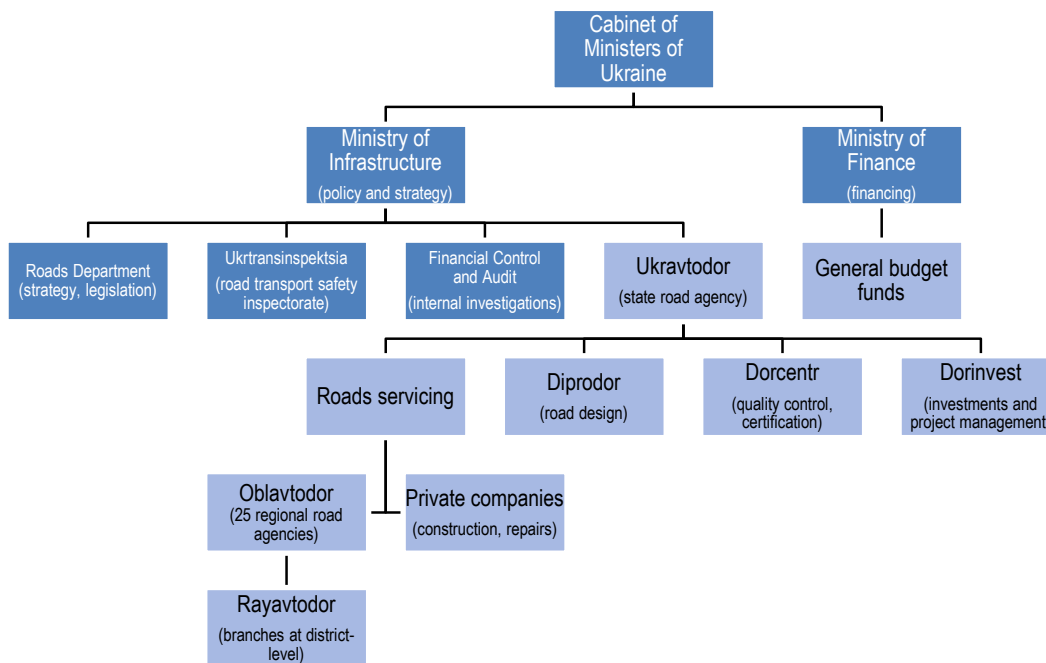 Cabinet of
Ministers of
Ukraine
Ministry of
Infrastructure
(policy and strategy)
Ministry of
Finance
(financing)
Roads Department
(strategy, legislation)
Ukrtransinspektsia
(road transport safety
inspectorate)
Financial Control
and Audit
(internal investigations)
Ukravtodor
(state road agency)
General budget
funds
Roads servicing
Diprodor
(road design)
Dorcentr
(quality control,
certification)
Dorinvest
(investments and
project management)
Oblavtodor
(25 regional road
agencies)
Private companies
(construction, repairs)
Rayavtodor
(branches at district-
level)